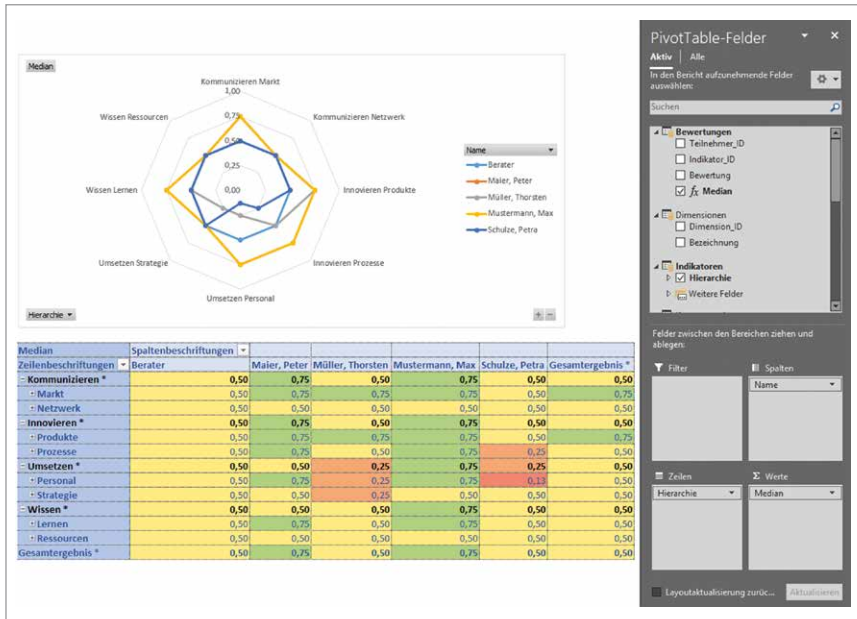 Median
Kommunizieren Markt
1,00
Wissen Ressourcen
0,75
Kommunizieren Netzwerk
0,50
0,25
Wissen Lernen
0,00
Innovieren Produkte
Umsetzen Strategie
Innovieren Prozesse
Umsetzen Personal
Name
Berater
Maier, Peter
Müller, Thorsten
Mustermann, Max
Schulze, Petra
Hierarchie
Median Spaltenbeschriftungen
Zeilenbeschriftungen Berater Maier, Peter Müller, Thorsten Mustermann, Max Schulze, Petra Gesamtergebnis *
Kommunizieren * 0,50 0,75 0,50 0,75 0,50 0,50
Markt 0,50 0,75 0,75 0,75 0,50 0,75
Netzwerk 0,50 0,50 0,50 0,50 0,50 0,50
Innovieren * 0,50 0,75 0,50 0,75 0,50 0,50
Produkte 0,50 0,75 0,75 0,75 0,50 0,75
Prozesse 0,50 0,75 0,50 0,75 0,25 0,50
Umsetzen * 0,50 0,50 0,25 0,75 0,25 0,50
Personal 0,50 0,75 0,25 0,75 0,13 0,50
Strategie 0,50 0,50 0,25 0,50 0,50 0,50
Wissen * 0,50 0,50 0,50 0,75 0,50 0,50
Lernen 0,50 0,75 0,50 0,75 0,50 0,50
Ressourcen 0,50 0,50 0,50 0,50 0,50 0,50
Gesamtergebnis * 0,50 0,75 0,50 0,75 0,50 0,50
PivotTable-Felder
Aktiv Alle
In den Bericht aufzunehmende Felder
auswählen:
Suchen
Bewertungen
Teilnehmer_ID
Indikator_ID
Bewertung
fx Median
Dimensionen
Dimension_ID
Bezeichnung
Indikatoren
Hierarchie
Weitere Felder
Felder zwischen den Bereichen ziehen und
ablegen:
Filter
Spalten
Name
Zeilen
Σ Werte
Hierarchie
Median
Layoutaktualisierung zurüc... Aktualisieren